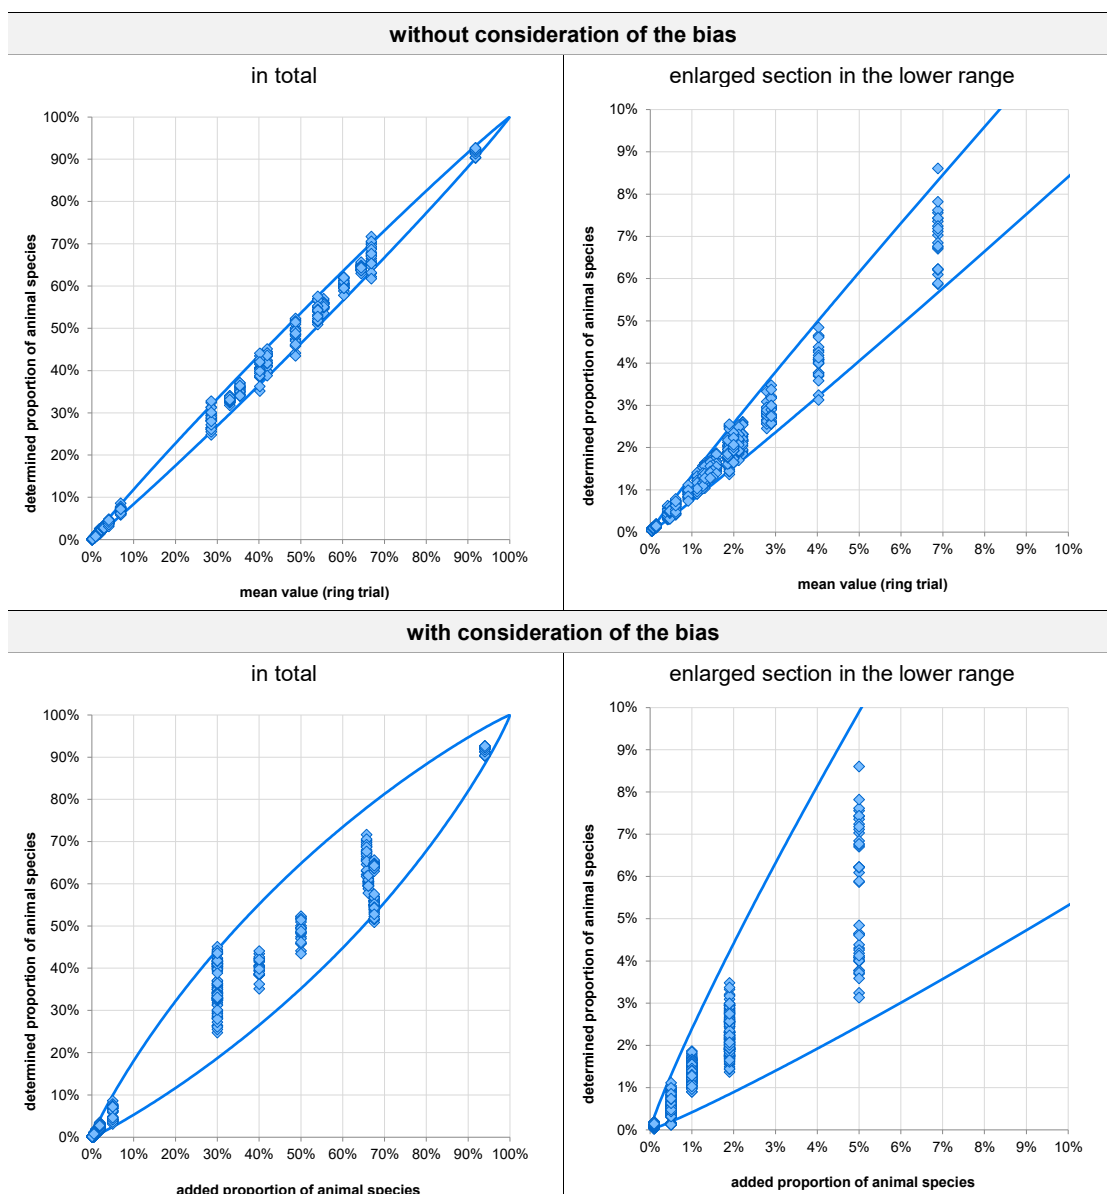 without consideration of the bias
in total
enlarged section in the lower range
100%
90%
80%
70%
60%
50%
40%
30%
20%
10%
0%
determined proportion of animal species
0% 10% 20% 30% 40% 50% 60% 70% 80% 90% 100%
mean value (ring trial)
10%
9%
8%
7%
6%
5%
4%
3%
2%
1%
0%
determined proportion of animal species
0% 1% 2% 3% 4% 5% 6% 7% 8% 9% 10%
mean value (ring trial)
with consideration of the bias
in total
enlarged section in the lower range
100%
90%
80%
70%
60%
50%
40%
30%
20%
10%
0%
determined proportion of animal species
0% 10% 20% 30% 40% 50% 60% 70% 80% 90% 100%
added proportion of animal species
10%
9%
8%
7%
6%
5%
4%
3%
2%
1%
0%
determined proportion of animal species
0% 1% 2% 3% 4% 5% 6% 7% 8% 9% 10%
added proportion of animal species